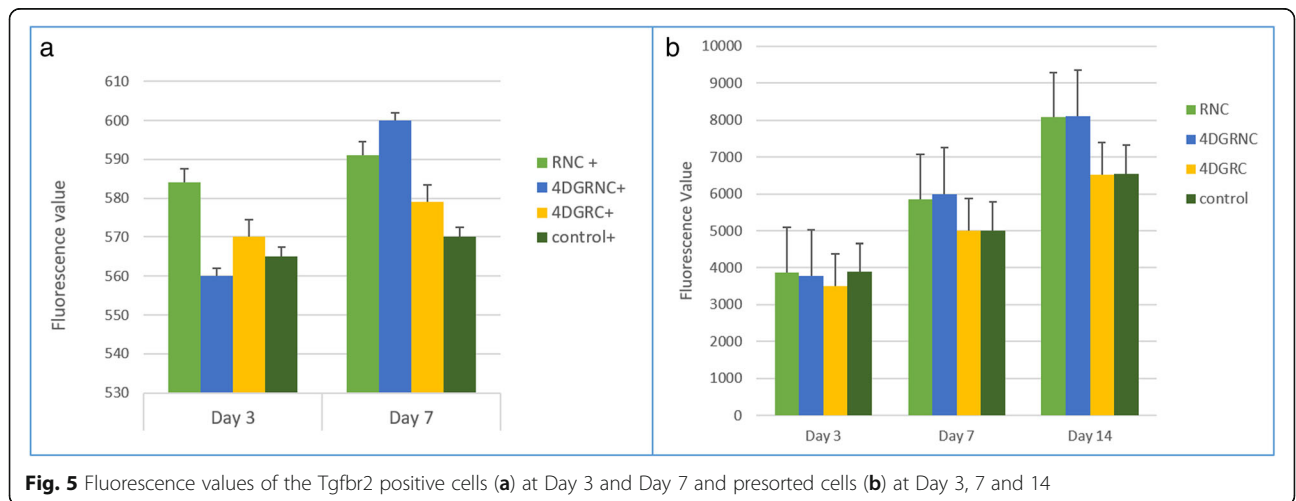 a
Fluorescence value
610
600
590
580
570
560
550
540
530
Day 3
Day 7
RNC +
4DGRNC+
4DGRC+
control+
b
Fluorescence Value
10000
9000
8000
7000
6000
5000
4000
3000
2000
1000
0
Day 3
Day 7
Day 14
RNC
4DGRNC
4DGRC
control
Fig. 5 Fluorescence values of the Tgfbr2 positive cells (a) at Day 3 and Day 7 and presorted cells (b) at Day 3, 7 and 14